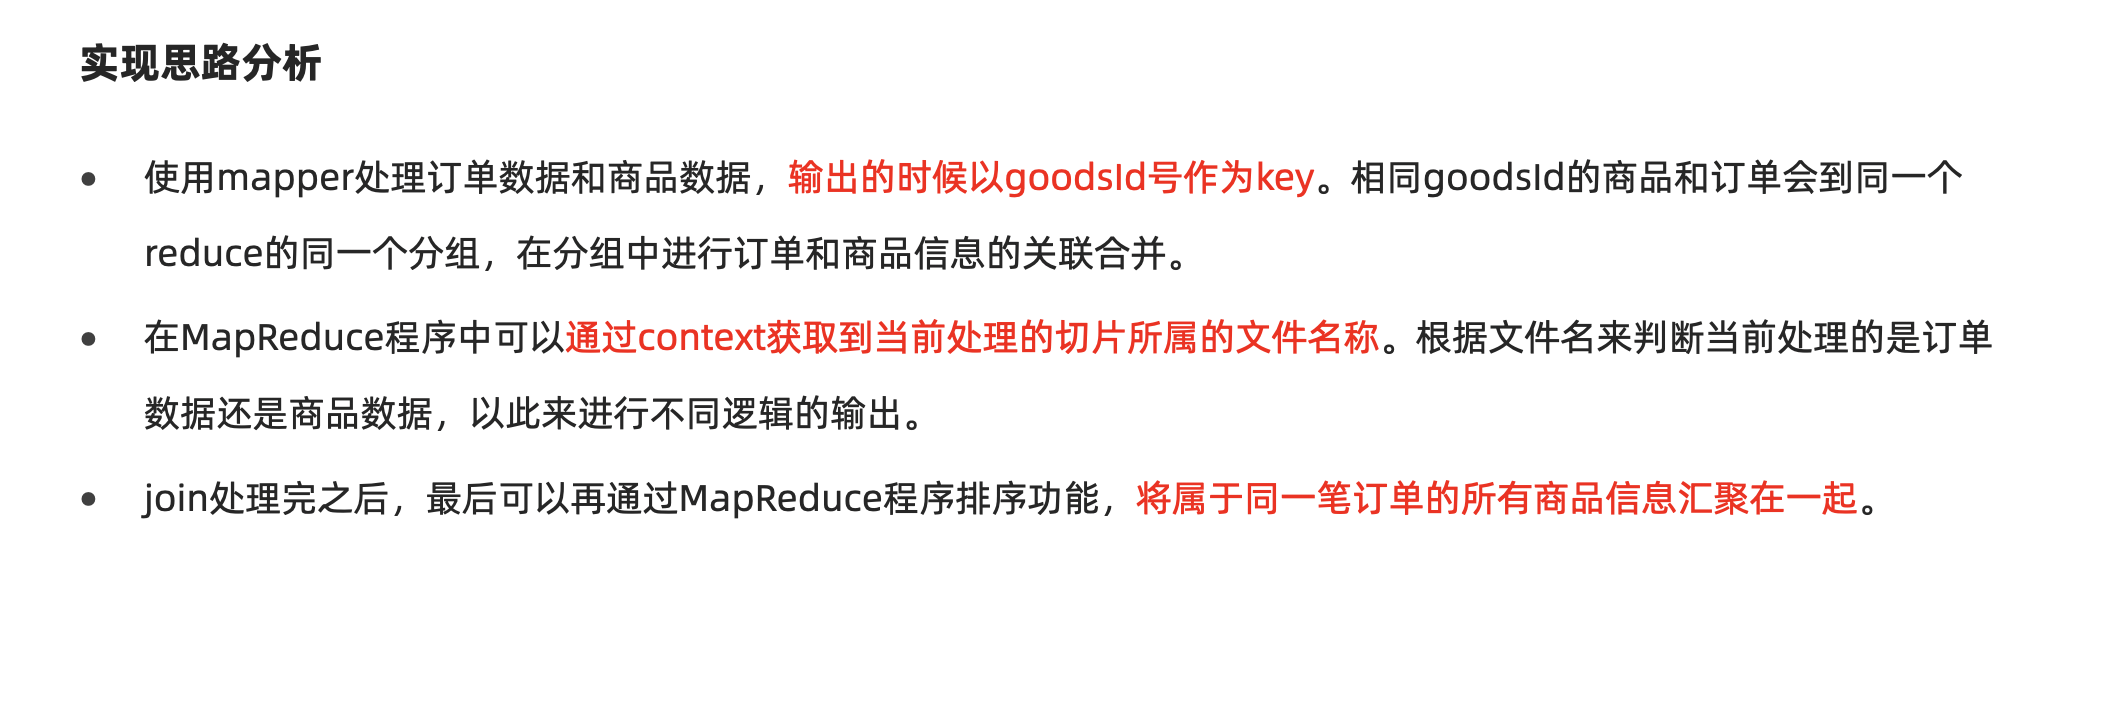 实现思路分析
● 使用mapper处理订单数据和商品数据，输出的时候以goodsId号作为key。相同goodsId的商品和订单会到同一个
reduce的同一个分组，在分组中进行订单和商品信息的关联合并。
● 在MapReduce程序中可以通过context获取到当前处理的切片所属的文件名称。根据文件名来判断当前处理的是订单
数据还是商品数据，以此来进行不同逻辑的输出。
● join处理完之后，最后可以再通过MapReduce程序排序功能，将属于同一笔订单的所有商品信息汇聚在一起。